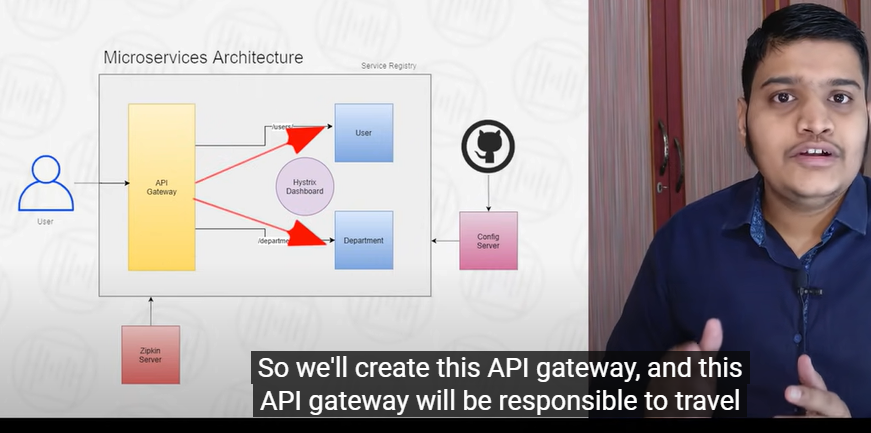 Microservices Architecture
Service Registry
/users/
User
API
Gateway
Hystrix
Dashboard
User
Department
Config
Server
Zipkin
Server
So we'll create this API gateway, and this
API gateway will be responsible to travel